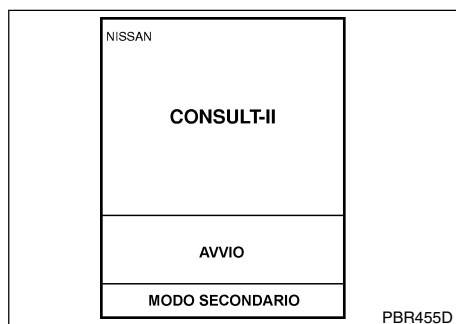 NISSAN
CONSULT-II
AVVIO
MODO SECONDARIO
PBR455D